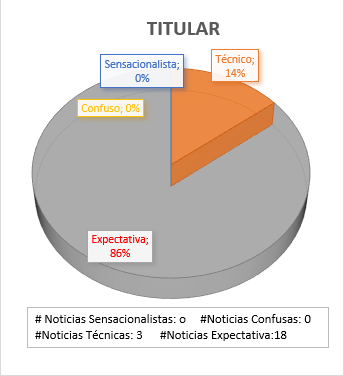 TITULAR
Sensacionalista;
0%
Técnico;
14%
Confuso; 0%
Expectativa;
86%
# Noticias Sensacionalistas: o #Noticias Confusas: 0
#Noticias Técnicas: 3 #Noticias Expectativa:18